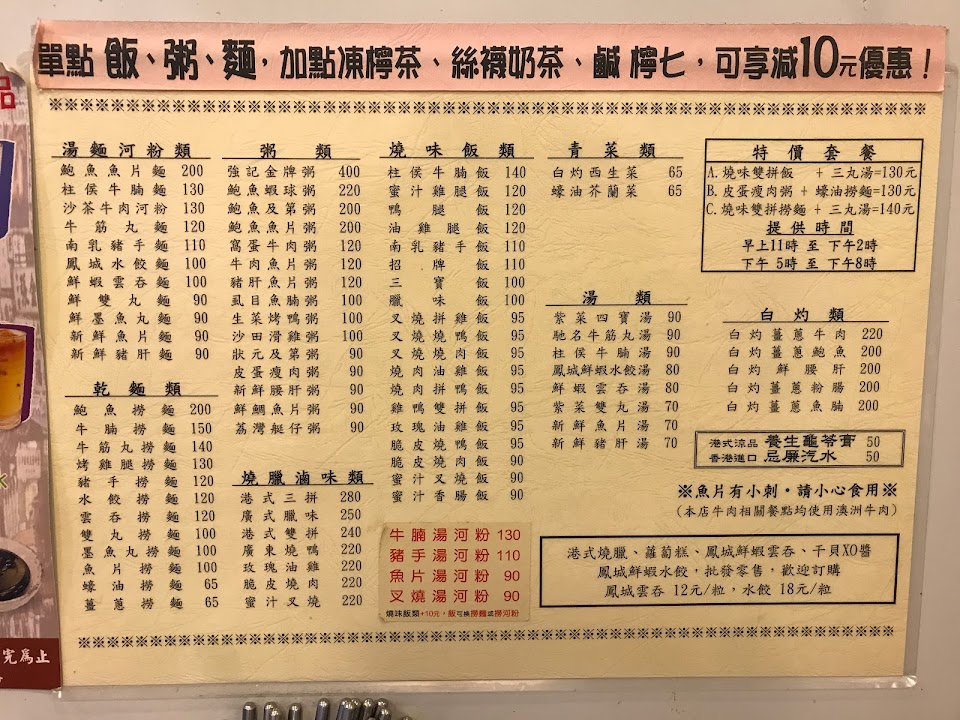 單點 飯、粥、麵，加點凍檸茶、絲襪奶茶、鹹檸七，可享減10元優惠！
湯麵河粉類
鮑魚魚片麵 200
柱侯牛腩麵 130
沙茶牛肉河粉 130
牛筋丸麵 120
南乳豬手麵 110
鳳城水餃麵 100
鮮蝦雲吞麵 100
鮮雙丸麵 90
鮮墨魚丸麵 90
新鮮魚片麵 90
新鮮豬肝麵 90
乾麵類
鮑魚撈麵 200
牛腩撈麵 150
牛筋丸撈麵 140
烤雞腿撈麵 130
豬手撈麵 120
水餃撈麵 120
雲吞撈麵 120
雙丸撈麵 100
墨魚丸撈麵 100
魚片撈麵 100
蠔油撈麵 65
薑蔥撈麵 65
粥類
強記金牌粥 400
鮑魚蝦球粥 220
鮑魚及第粥 200
鮑魚魚片粥 200
窩蛋牛肉粥 120
牛肉魚片粥 120
豬肝魚片粥 120
虱目魚腩粥 100
生菜烤鴨粥 100
沙田滑雞粥 100
狀元及第粥 90
皮蛋瘦肉粥 90
新鮮腰肝粥 90
鮮鯛魚片粥 90
荔灣艇仔粥 90
燒臘滷味類
港式三拼 280
廣式臘味 250
港式雙拼 240
廣東燒鴨 220
玫瑰油雞 220
脆皮燒肉 220
蜜汁叉燒 220
燒味飯類
柱侯牛腩飯 140
蜜汁雞腿飯 120
鴨腿飯 120
油雞腿飯 120
南乳豬手飯 110
招牌飯 110
三寶飯 100
臘味飯 100
叉燒拼雞飯 95
叉燒燒鴨飯 95
叉燒燒肉飯 95
燒肉油雞飯 95
燒肉拼鴨飯 95
雞鴨雙拼飯 95
玫瑰油雞飯 95
脆皮燒鴨飯 95
脆皮燒肉飯 90
蜜汁叉燒飯 90
蜜汁香腸飯 90
牛腩湯河粉 130
豬手湯河粉 110
魚片湯河粉 90
叉燒湯河粉 90
燒味飯類+10元，飯可換撈麵或撈河粉
青菜類
白灼西生菜 65
蠔油芥蘭菜 65
湯類
紫菜四寶湯 90
馳名牛筋丸湯 90
柱侯牛腩湯 90
鳳城鮮蝦水餃湯 80
鮮蝦雲吞湯 80
紫菜雙丸湯 70
新鮮魚片湯 70
新鮮豬肝湯 70
特價套餐
A.燒味雙拼飯 + 三丸湯=130元
B.皮蛋瘦肉粥 + 蠔油撈麵=130元
C.燒味雙拼撈麵 + 三丸湯=140元
提供時間
早上11時 至 下午2時
下午 5時 至 下午8時
白灼類
白灼薑蔥牛肉 220
白灼薑蔥鮑魚 200
白灼鮮腰肝 200
白灼薑蔥粉腸 200
白灼薑蔥魚腩 200
港式涼品 養生龜苓膏 50
香港進口 忌廉汽水 50
※魚片有小刺・請小心食用※
(本店牛肉相關餐點均使用澳洲牛肉)
港式燒臘、蘿蔔糕、鳳城鮮蝦雲吞、干貝XO醬
鳳城鮮蝦水餃，批發零售，歡迎訂購
鳳城雲吞 12元/粒，水餃 18元/粒
品
完為止